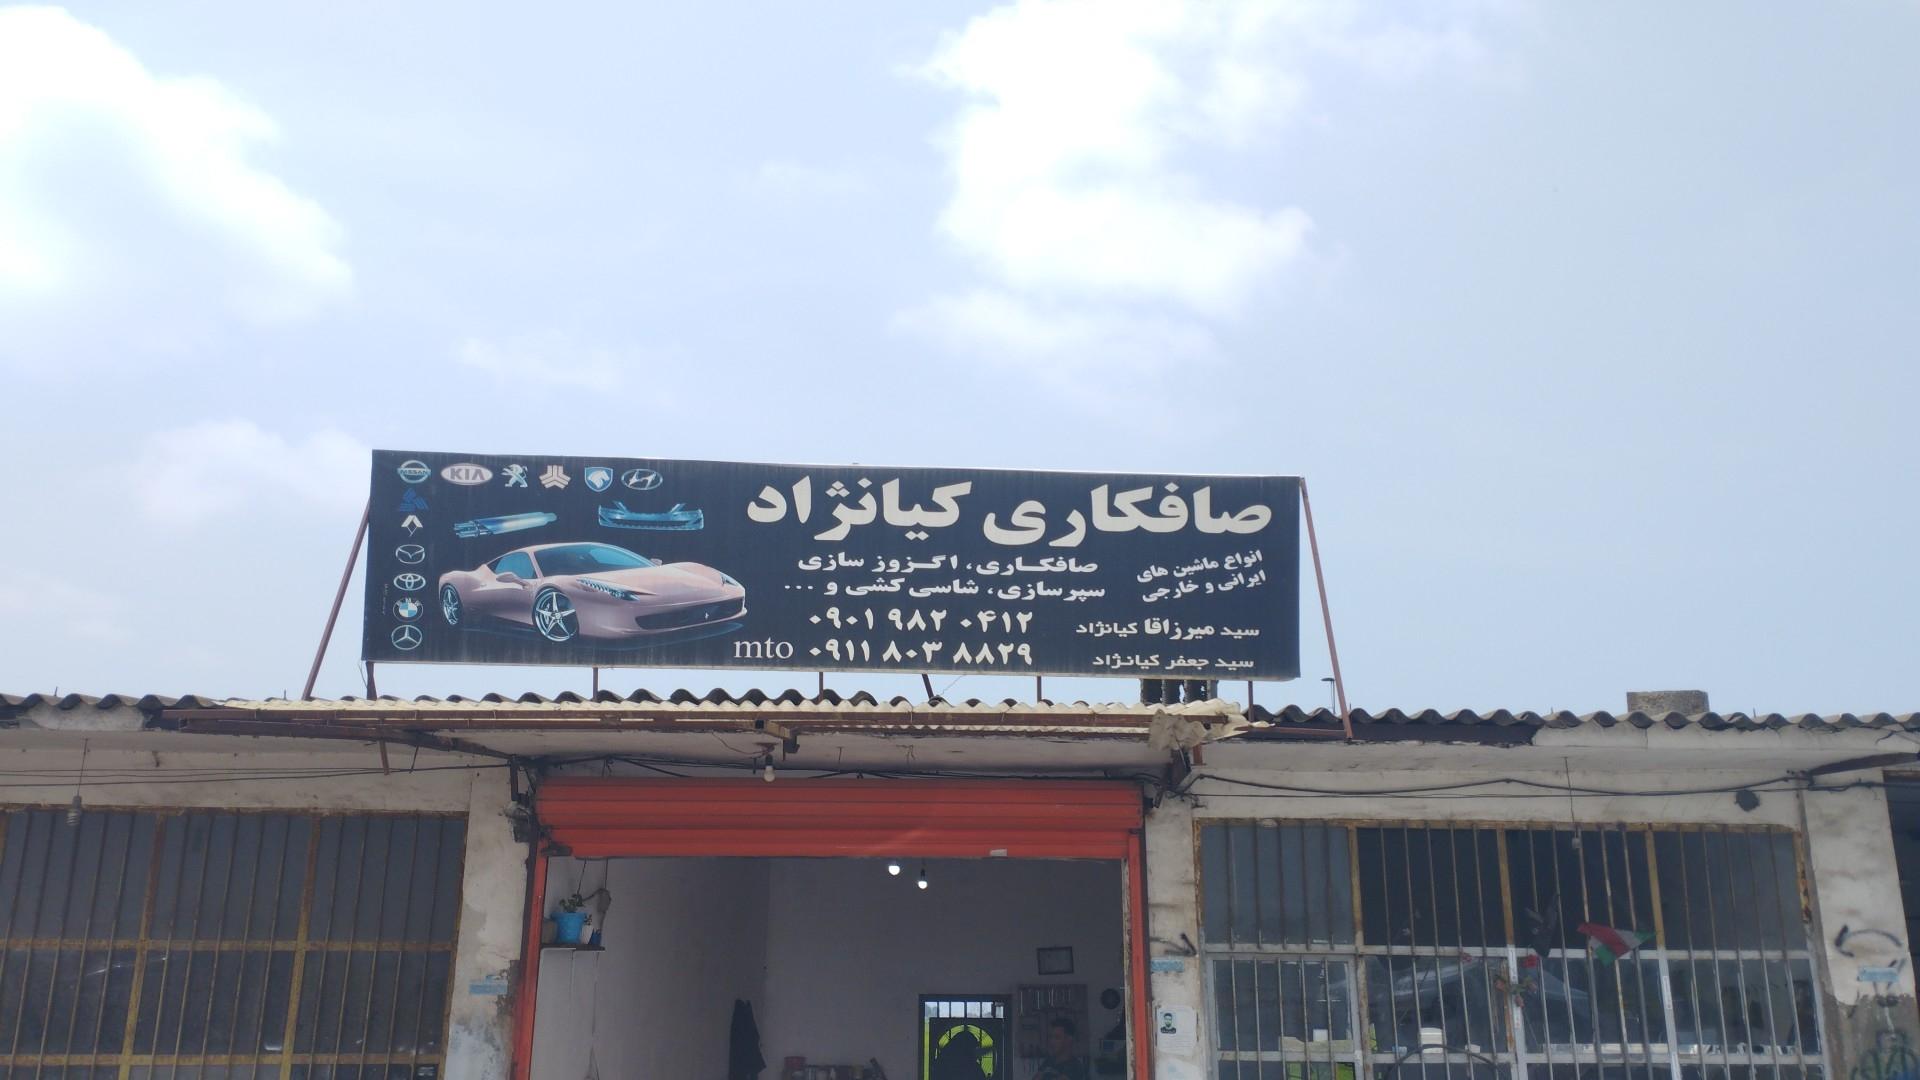 صافکاری کیانژاد
انواع ماشین های
ایرانی و خارجی
صافکاری، اگزوز سازی
سپرسازی، شاسی کشی و ...
سید میرزاقا کیانژاد
۰۹۰۱ ۹۸۲ ۰۴۱۲
سید جعفر کیانژاد
۰۹۱۱ ۸۰۳ ۸۸۲۹ mto
NISSAN
KIA